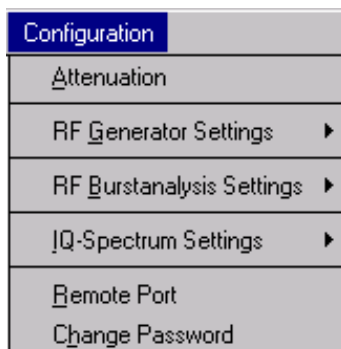 Configuration
Attenuation
RF Generator Settings
RF Burstanalysis Settings
IQ-Spectrum Settings
Remote Port
Change Password